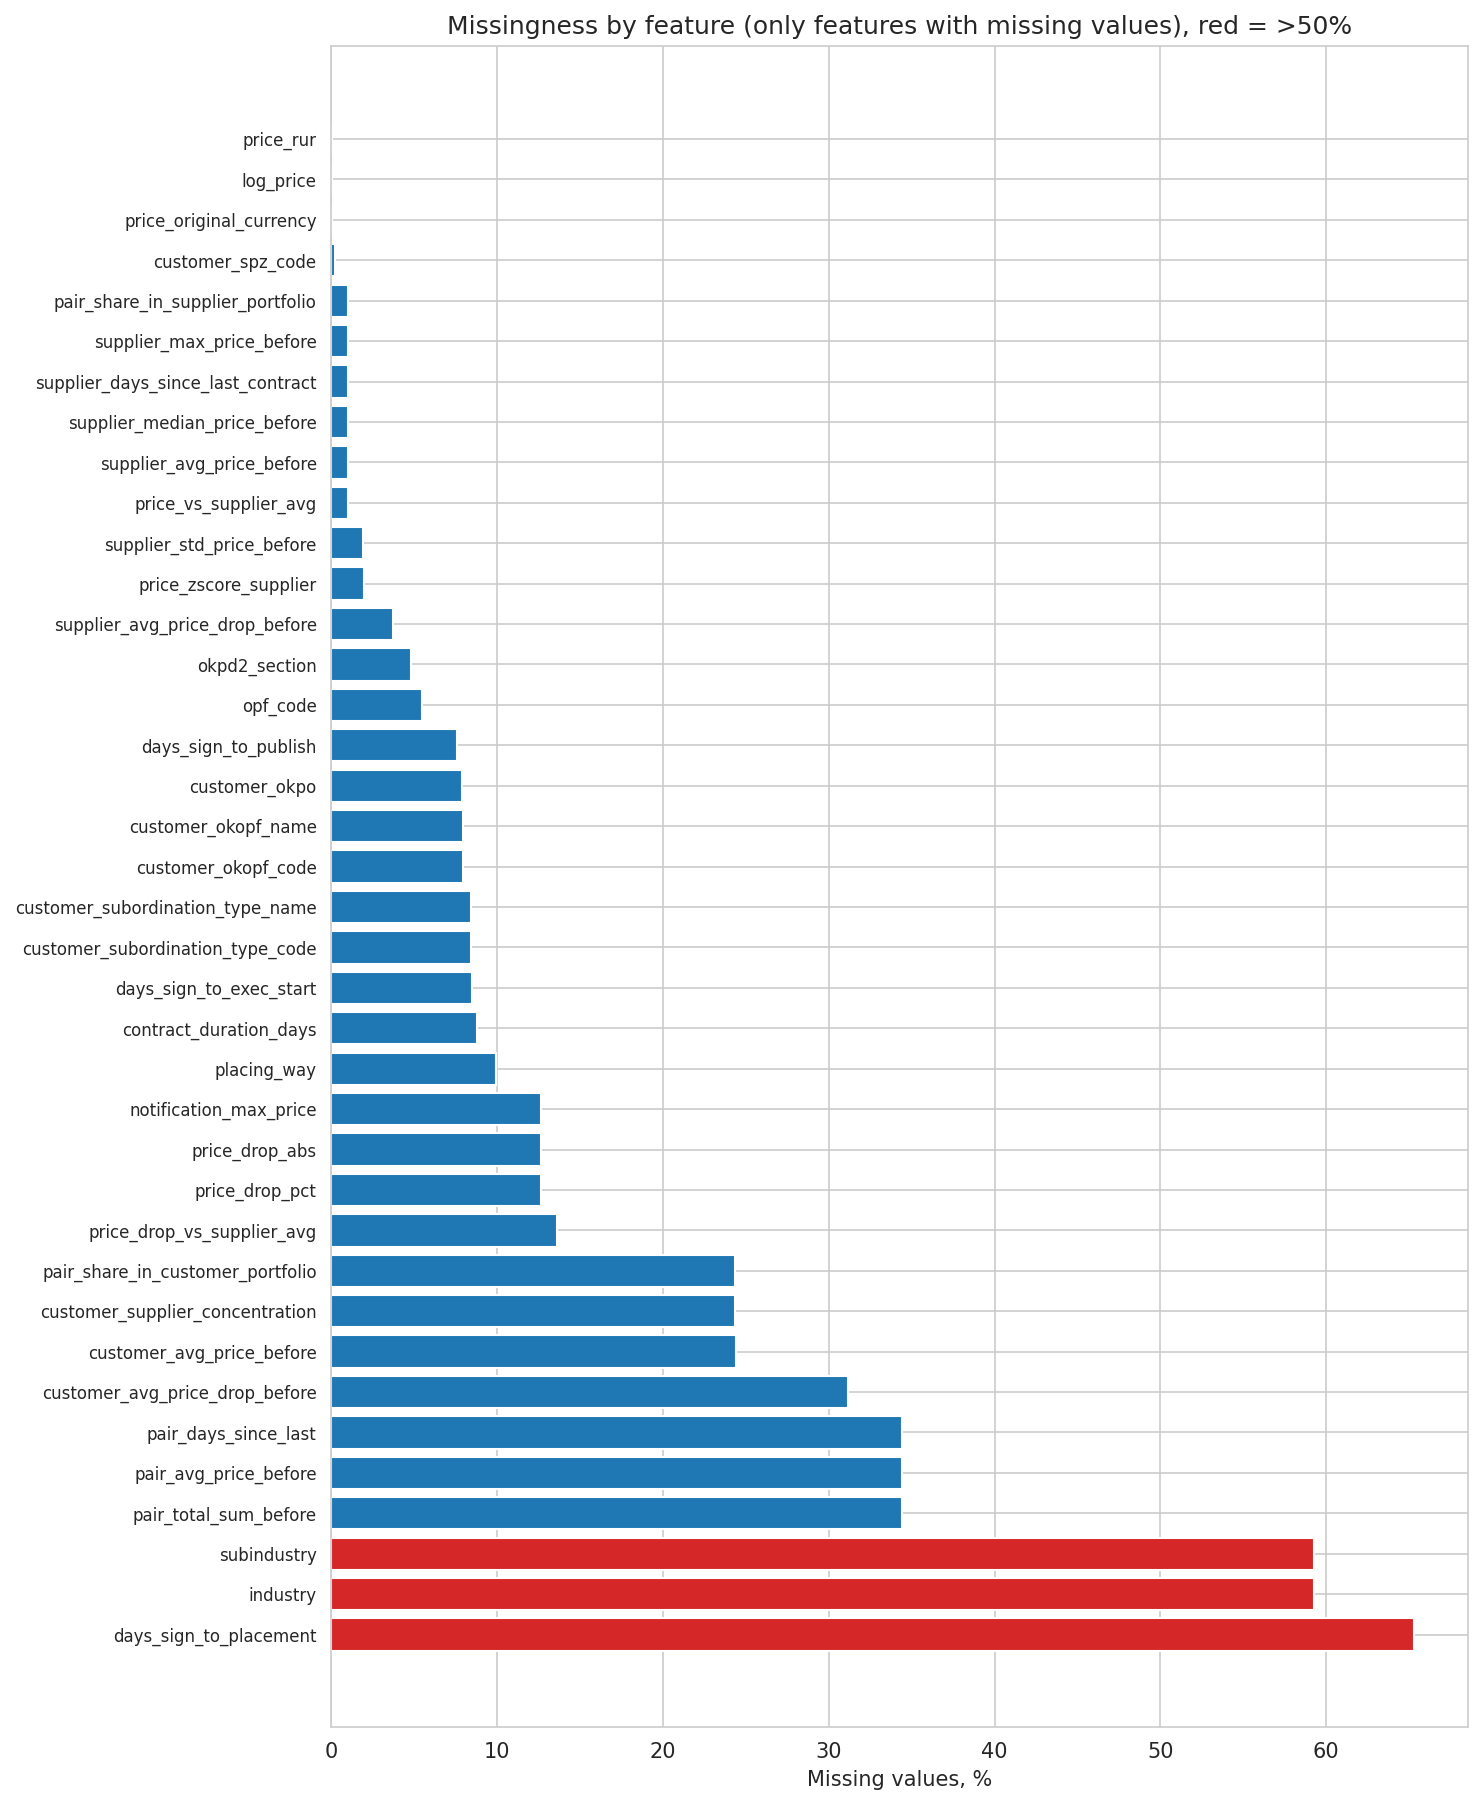 Missingness by feature (only features with missing values), red = >50%
price_rur
log_price
price_original_currency
customer_spz_code
pair_share_in_supplier_portfolio
supplier_max_price_before
supplier_days_since_last_contract
supplier_median_price_before
supplier_avg_price_before
price_vs_supplier_avg
supplier_std_price_before
price_zscore_supplier
supplier_avg_price_drop_before
okpd2_section
opf_code
days_sign_to_publish
customer_okpo
customer_okopf_name
customer_okopf_code
customer_subordination_type_name
customer_subordination_type_code
days_sign_to_exec_start
contract_duration_days
placing_way
notification_max_price
price_drop_abs
price_drop_pct
price_drop_vs_supplier_avg
pair_share_in_customer_portfolio
customer_supplier_concentration
customer_avg_price_before
customer_avg_price_drop_before
pair_days_since_last
pair_avg_price_before
pair_total_sum_before
subindustry
industry
days_sign_to_placement
0 10 20 30 40 50 60
Missing values, %